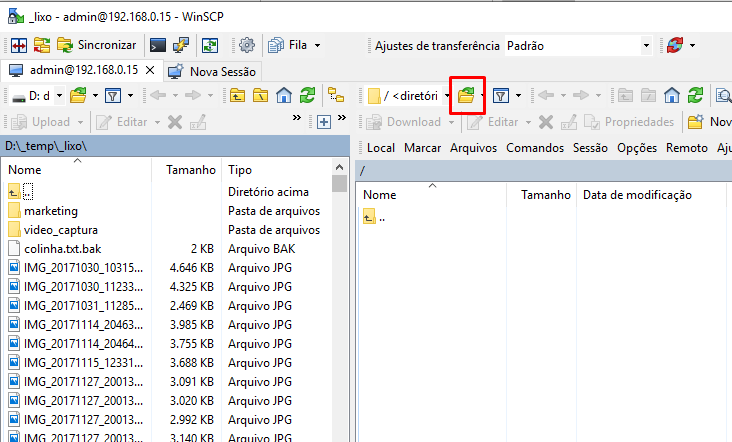 _lixo - admin@192.168.0.15 - WinSCP
Sincronizar Fila Ajustes de transferência Padrão
admin@192.168.0.15 Nova Sessão
D: d / <diretóri
Upload Editar Download Editar Propriedades Nov
D:\_temp\_lixo\ Local Marcar Arquivos Comandos Sessão Opções Remoto Aju
Nome Tamanho Tipo /
.. Diretório acima Nome Tamanho Data de modificação
marketing Pasta de arquivos ..
video_captura Pasta de arquivos
colinha.txt.bak 2 KB Arquivo BAK
IMG_20171030_10315... 4.646 KB Arquivo JPG
IMG_20171030_11233... 4.325 KB Arquivo JPG
IMG_20171031_11285... 2.469 KB Arquivo JPG
IMG_20171114_20463... 3.985 KB Arquivo JPG
IMG_20171114_20464... 3.755 KB Arquivo JPG
IMG_20171115_12331... 3.688 KB Arquivo JPG
IMG_20171127_20013... 3.091 KB Arquivo JPG
IMG_20171127_20013... 3.020 KB Arquivo JPG
IMG_20171127_20013... 2.992 KB Arquivo JPG
IMG_20171127_20013... 3.140 KB Arquivo JPG